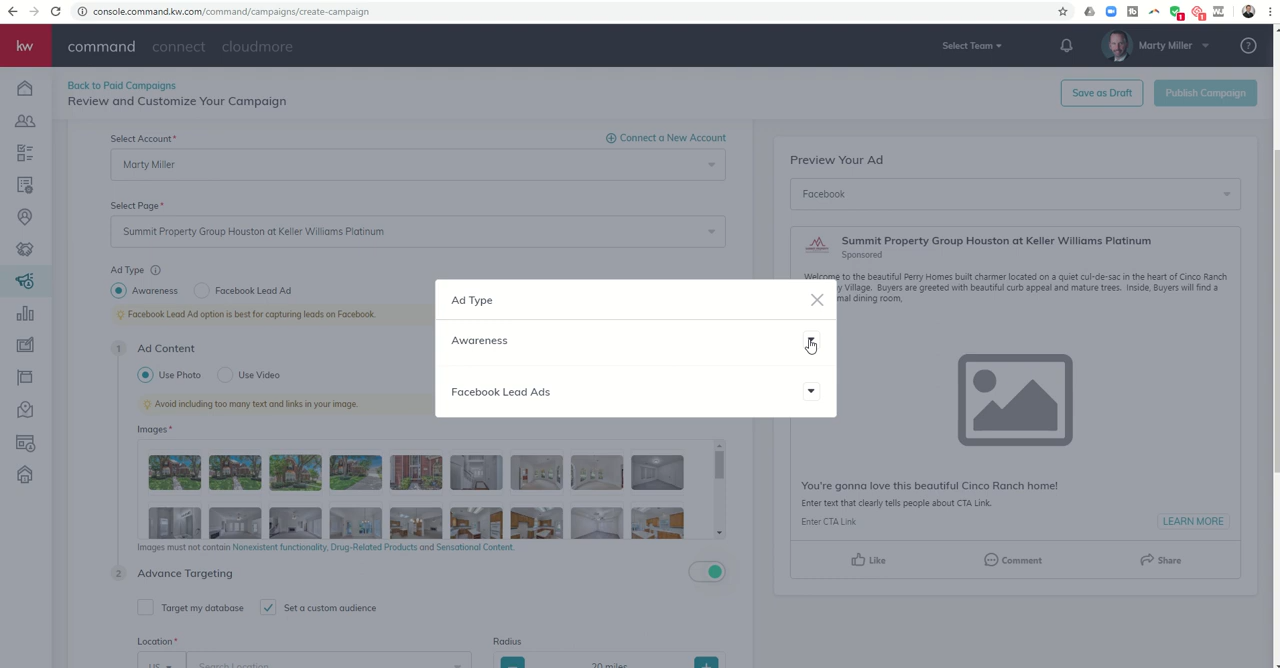 console.command.kw.com/command/campaigns/create-campaign
1
1
kw
command connect cloudmore
Select Team
Marty Miller
?
Back to Paid Campaigns
Review and Customize Your Campaign
Save as Draft
Publish Campaign
Select Account*
Connect a New Account
Marty Miller
Select Page*
Summit Property Group Houston at Keller Williams Platinum
Ad Type
Awareness
Facebook Lead Ad
Facebook Lead Ad option is best for capturing leads on Facebook.
1 Ad Content
Use Photo
Use Video
Avoid including too many text and links in your image.
Images*
Images must not contain Nonexistent functionality, Drug-Related Products and Sensational Content.
2 Advance Targeting
Target my database
Set a custom audience
Location*
Radius
US
Search Location
20 miles
Ad Type
Awareness
Facebook Lead Ads
Preview Your Ad
Facebook
Summit Property Group Houston at Keller Williams Platinum
Sponsored
Welcome to the beautiful Perry Homes built charmer located on a quiet cul-de-sac in the heart of Cinco Ranch
Village. Buyers are greeted with beautiful curb appeal and mature trees. Inside, Buyers will find a
dining room,
You're gonna love this beautiful Cinco Ranch home!
Enter text that clearly tells people about CTA Link.
Enter CTA Link
LEARN MORE
Like
Comment
Share